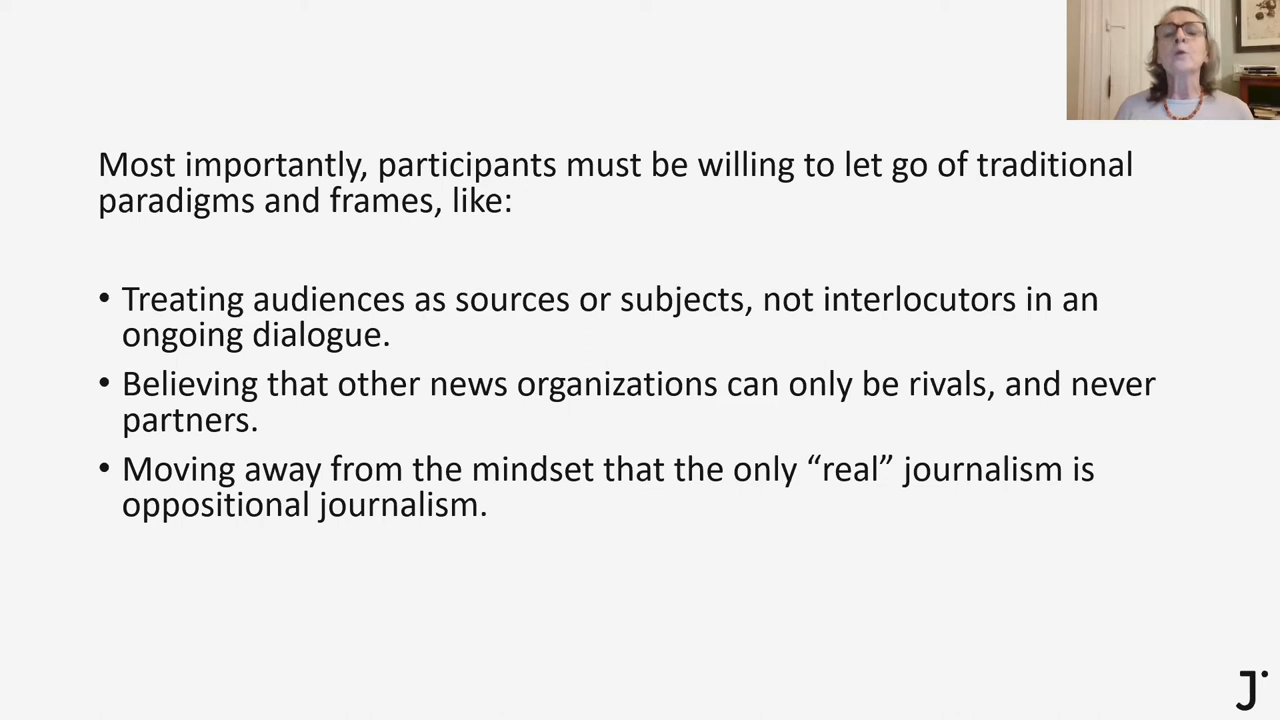 Most importantly, participants must be willing to let go of traditional
paradigms and frames, like:
• Treating audiences as sources or subjects, not interlocutors in an
ongoing dialogue.
• Believing that other news organizations can only be rivals, and never
partners.
• Moving away from the mindset that the only “real” journalism is
oppositional journalism.
J